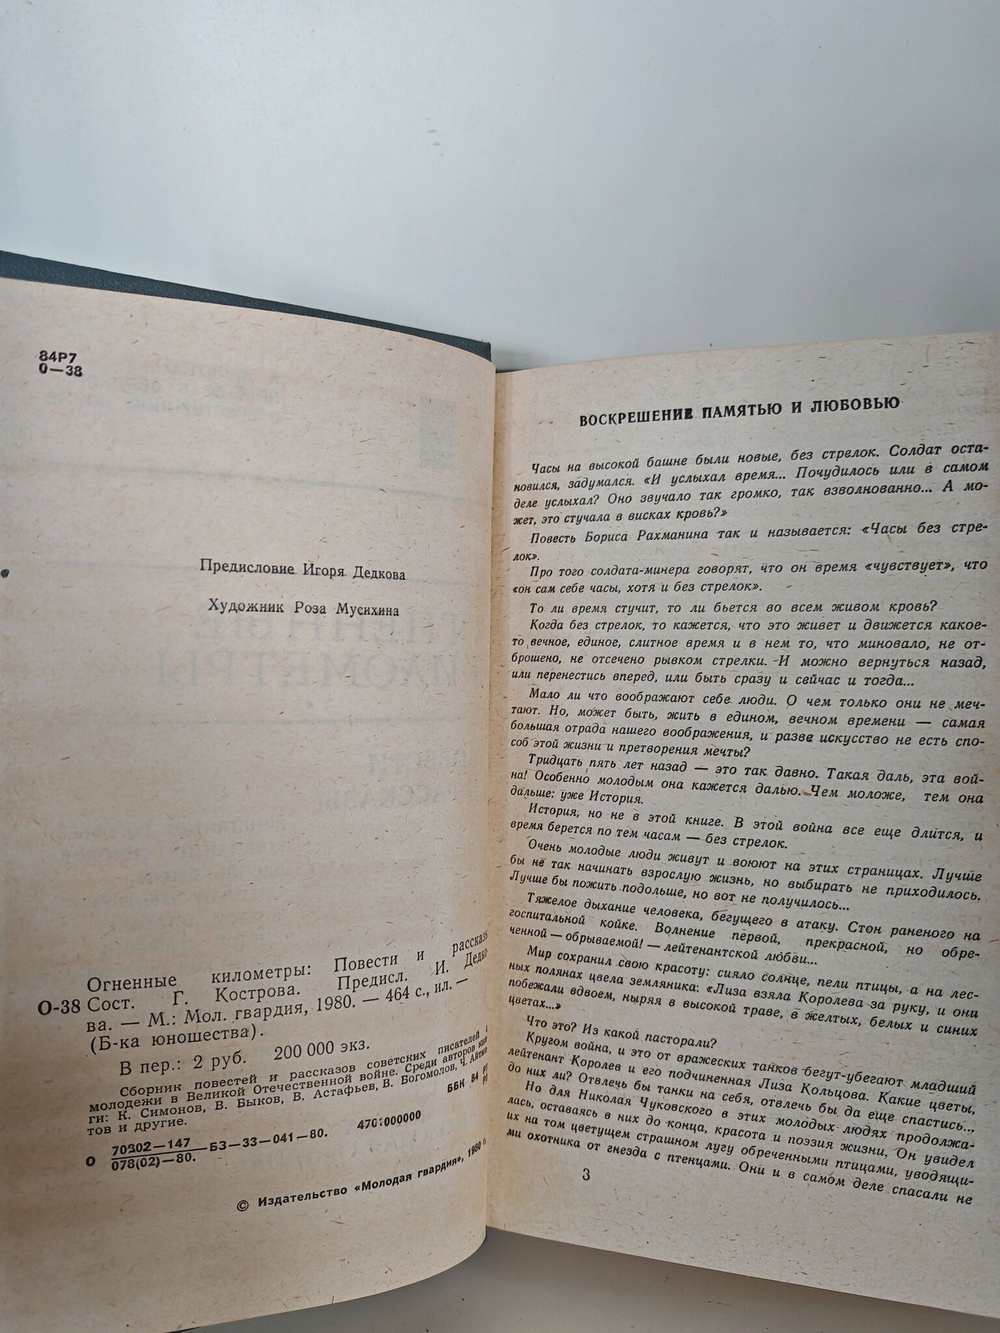 84Р7
О—38
Предисловие Игоря Дедкова
Художник Роза Мусихина
Огненные километры: Повести и рассказы
О-38 Сост. Г. Кострова. Предисл. И. Дедко-
ва. — М.: Мол. гвардия, 1980. — 464 с., ил. —
(Б-ка юношества).
В пер.: 2 руб. 200 000 экз.
Сборник повестей и рассказов советских писателей
молодежи в Великой Отечественной войне. Среди авторов кни-
ги: К. Симонов, В. Быков, В. Астафьев, В. Богомолов, Ч. Айтма-
тов и другие.
ББК 84
О 70302—147
078(02)—80. БЗ—33—041—80. 4701000000
© Издательство «Молодая гвардия», 1980
ВОСКРЕШЕНИЕ ПАМЯТЬЮ И ЛЮБОВЬЮ
Часы на высокой башне были новые, без стрелок. Солдат оста-
новился, задумался. «И услыхал время... Почудилось или в самом
деле услыхал? Оно звучало так громко, так взволнованно... А мо-
жет, это стучала в висках кровь?»
Повесть Бориса Рахманина так и называется: «Часы без стре-
лок».
Про того солдата-минера говорят, что он время «чувствует», что
«он сам себе часы, хотя и без стрелок».
То ли время стучит, то ли бьется во всем живом кровь?
Когда без стрелок, то кажется, что это живет и движется какое-
то вечное, единое, слитное время и в нем то, что миновало, не от-
брошено, не отсечено рывком стрелки. И можно вернуться назад,
или перенестись вперед, или быть сразу и сейчас и тогда...
Мало ли что воображают себе люди. О чем только они не меч-
тают. Но, может быть, жить в едином, вечном времени — самая
большая отрада нашего воображения, и разве искусство не есть спо-
соб этой жизни и претворения мечты?
Тридцать пять лет назад — это так давно. Такая даль, эта вой-
на! Особенно молодым она кажется далью. Чем моложе, тем она
дальше: уже История.
История, но не в этой книге. В этой война все еще длится, и
время берется по тем часам — без стрелок.
Очень молодые люди живут и воюют на этих страницах. Лучше
бы не так начинать взрослую жизнь, но выбирать не приходилось.
Лучше бы пожить подольше, но вот не получилось...
Тяжелое дыхание человека, бегущего в атаку. Стон раненого на
госпитальной койке. Волнение первой, прекрасной, но обре-
ченной — обрываемой! — лейтенантской любви...
Мир сохранил свою красоту: сияло солнце, пели птицы, а на лес-
ных полянах цвела земляника: «Лиза взяла Королева за руку, и они
побежали вдвоем, ныряя в высокой траве, в желтых, белых и синих
цветах...»
Что это? Из какой пасторали?
Кругом война, и это от вражеских танков бегут-убегают младший
лейтенант Королев и его подчиненная Лиза Кольцова. Какие цветы,
до них ли? Отвлечь бы танки на себя, отвлечь бы да еще спастись...
Но для Николая Чуковского в этих молодых людях продолжа-
лась, оставаясь в них до конца, красота и поэзия жизни. Он увидел
их на том цветущем страшном лугу обреченными птицами, уводящи-
ми охотника от гнезда с птенцами. Они и в самом деле спасали не
3